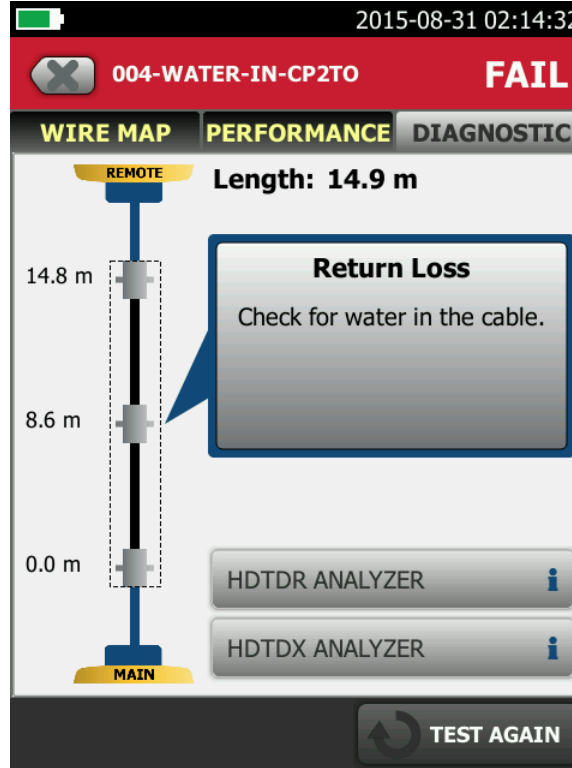 2015-08-31 02:14:32
004-WATER-IN-CP2TO
FAIL
WIRE MAP
PERFORMANCE
DIAGNOSTIC
REMOTE
Length: 14.9 m
14.8 m
Return Loss
Check for water in the cable.
8.6 m
0.0 m
HDTDR ANALYZER
HDTDX ANALYZER
MAIN
TEST AGAIN